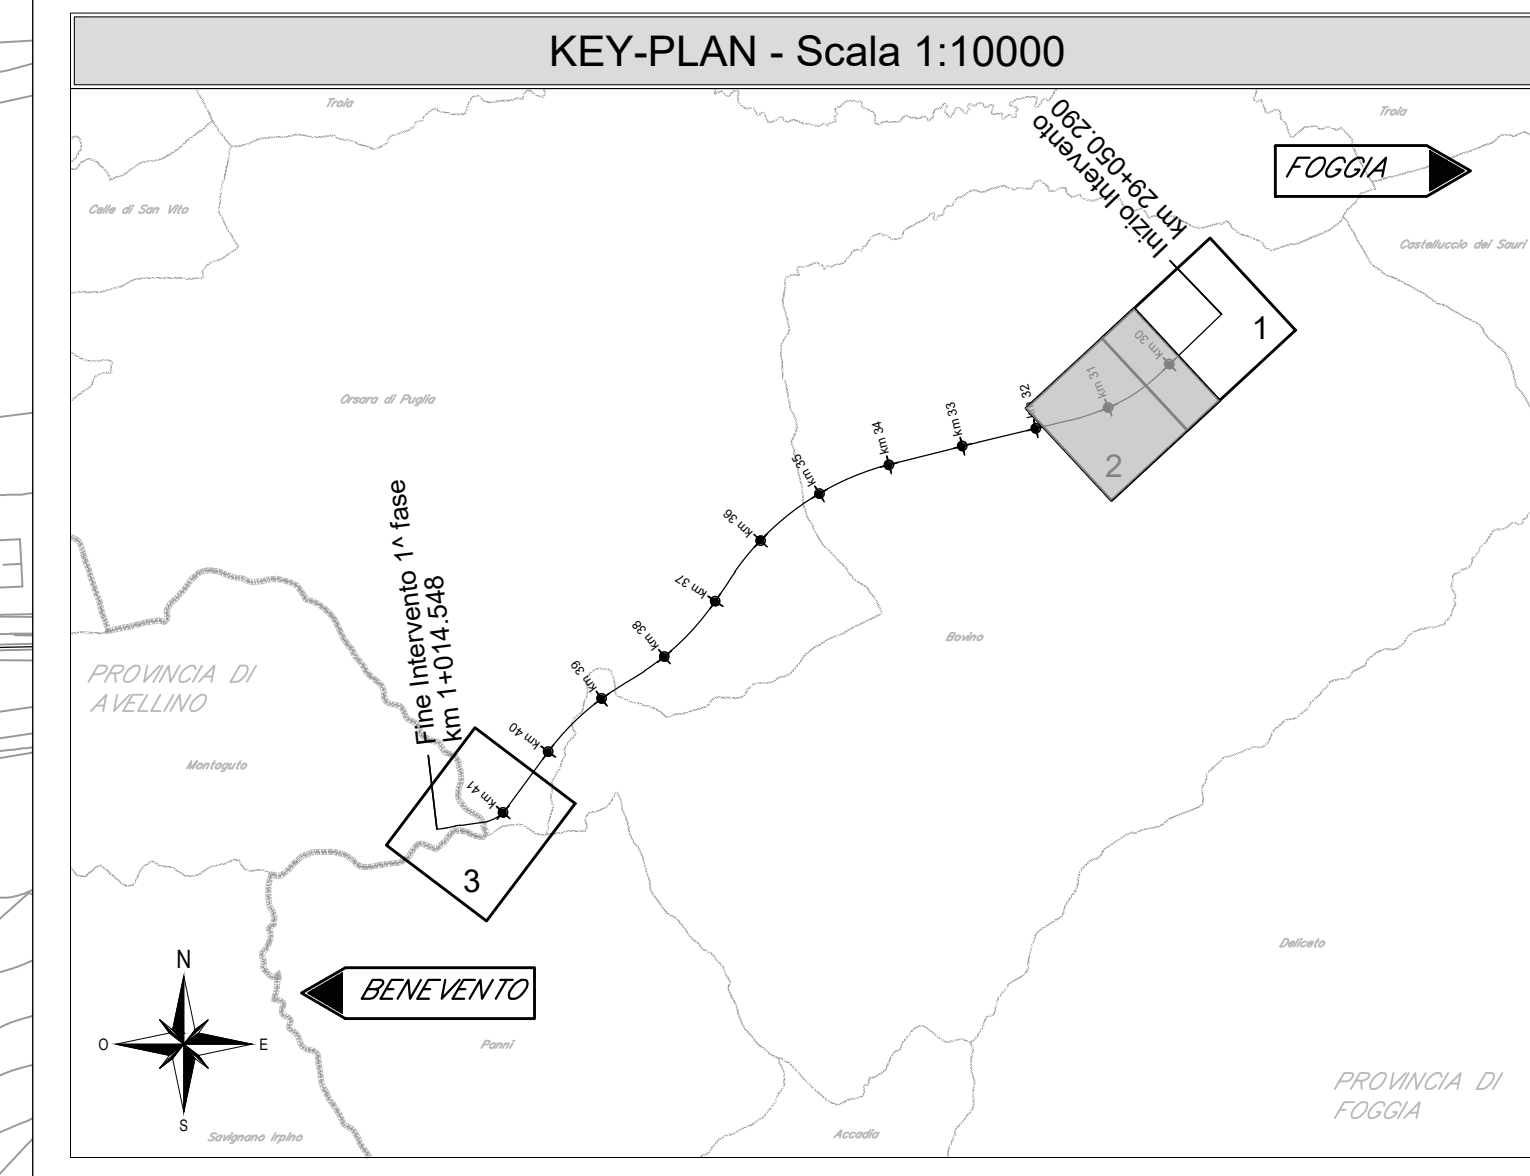 KEY-PLAN - Scala 1:10000
Troia
Troia
FOGGIA
Celle di San Vito
Castelluccio dei Sauri
Inizio Intervento
km 29+050.290
1
km 30
km 31
2
32
km 33
km 34
km 35
km 36
km 37
km 38
km 39
km 40
km 41
Orsara di Puglia
Fine Intervento 1^ fase
km 1+014.548
Bovino
PROVINCIA DI
AVELLINO
Montaguto
3
Deliceto
N
O
E
S
BENEVENTO
Panni
Savignano Irpino
Accadia
PROVINCIA DI
FOGGIA